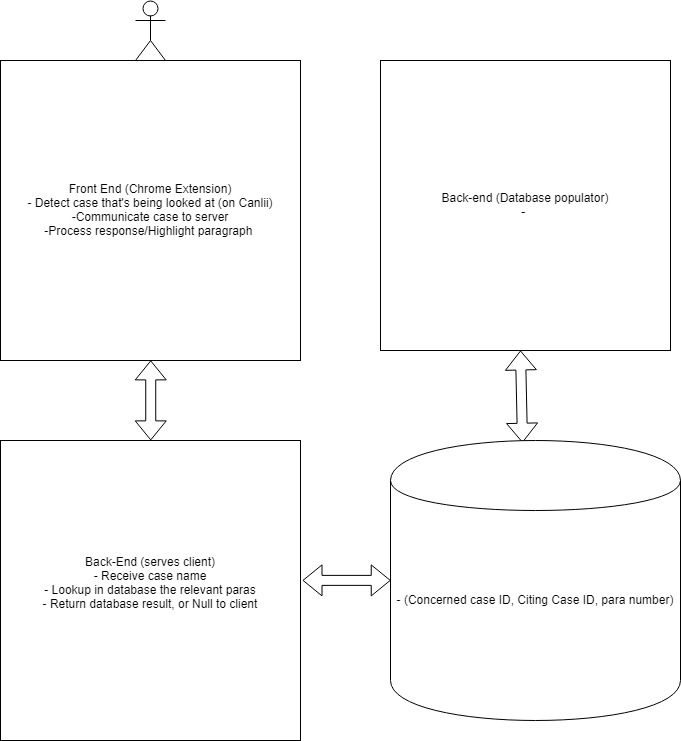 Front End (Chrome Extension)
- Detect case that's being looked at (on Canlii)
-Communicate case to server
-Process response/Highlight paragraph
Back-end (Database populator)
-
Back-End (serves client)
- Receive case name
- Lookup in database the relevant paras
- Return database result, or Null to client
- (Concerned case ID, Citing Case ID, para number)